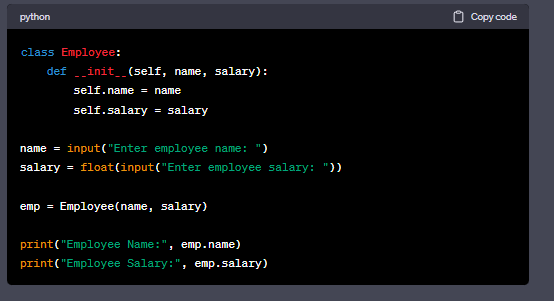 python
Copy code
class Employee:
    def __init__(self, name, salary):
        self.name = name
        self.salary = salary
name = input("Enter employee name: ")
salary = float(input("Enter employee salary: "))
emp = Employee(name, salary)
print("Employee Name:", emp.name)
print("Employee Salary:", emp.salary)